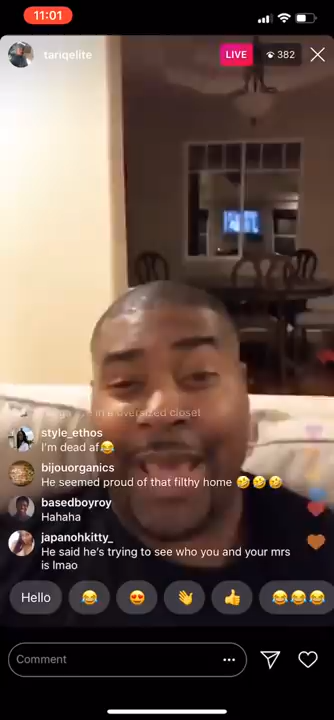 11:01
tariqelite
LIVE
382
in a oversized closet
style_ethos
I'm dead af😂
bijouorganics
He seemed proud of that filthy home 🤣🤣🤣
basedboyroy
Hahaha
japanohkitty_
He said he's trying to see who you and your mrs
is lmao
Hello
Comment